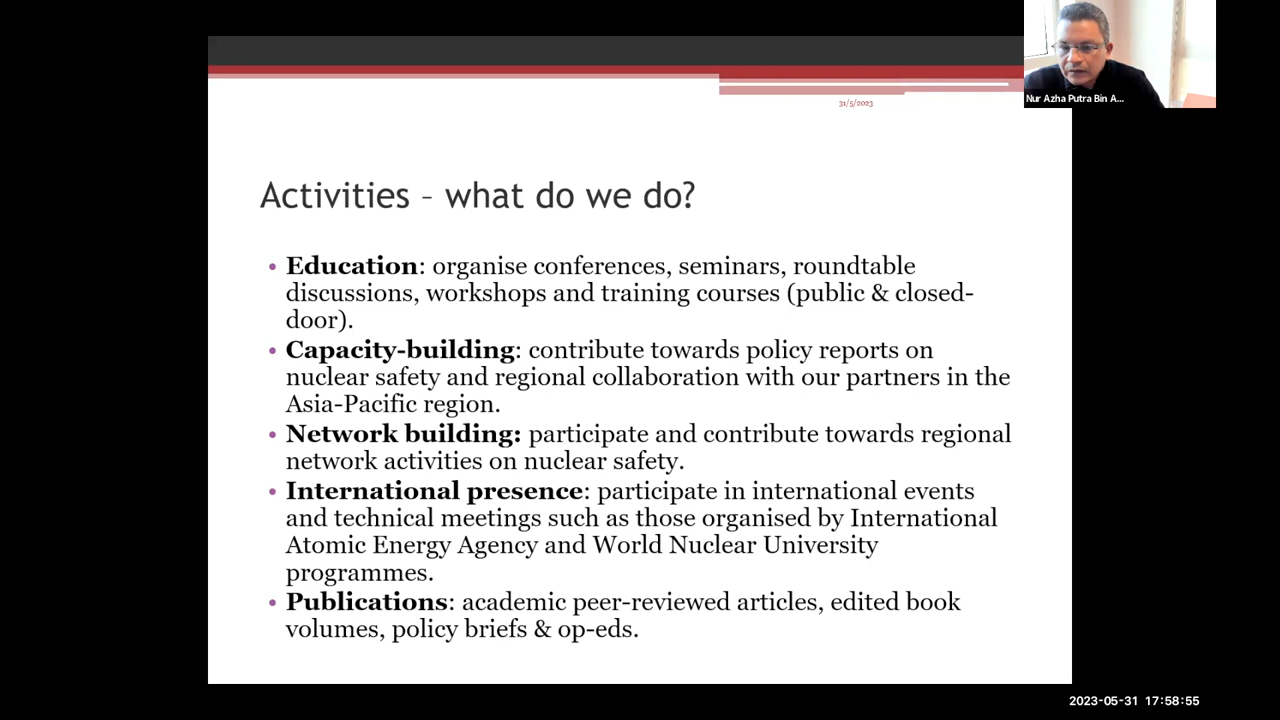 Nur Azha Putra Bin A...
31/5/2023
Activities – what do we do?
• Education: organise conferences, seminars, roundtable
discussions, workshops and training courses (public & closed-
door).
• Capacity-building: contribute towards policy reports on
nuclear safety and regional collaboration with our partners in the
Asia-Pacific region.
• Network building: participate and contribute towards regional
network activities on nuclear safety.
• International presence: participate in international events
and technical meetings such as those organised by International
Atomic Energy Agency and World Nuclear University
programmes.
• Publications: academic peer-reviewed articles, edited book
volumes, policy briefs & op-eds.
2023-05-31 17:58:55